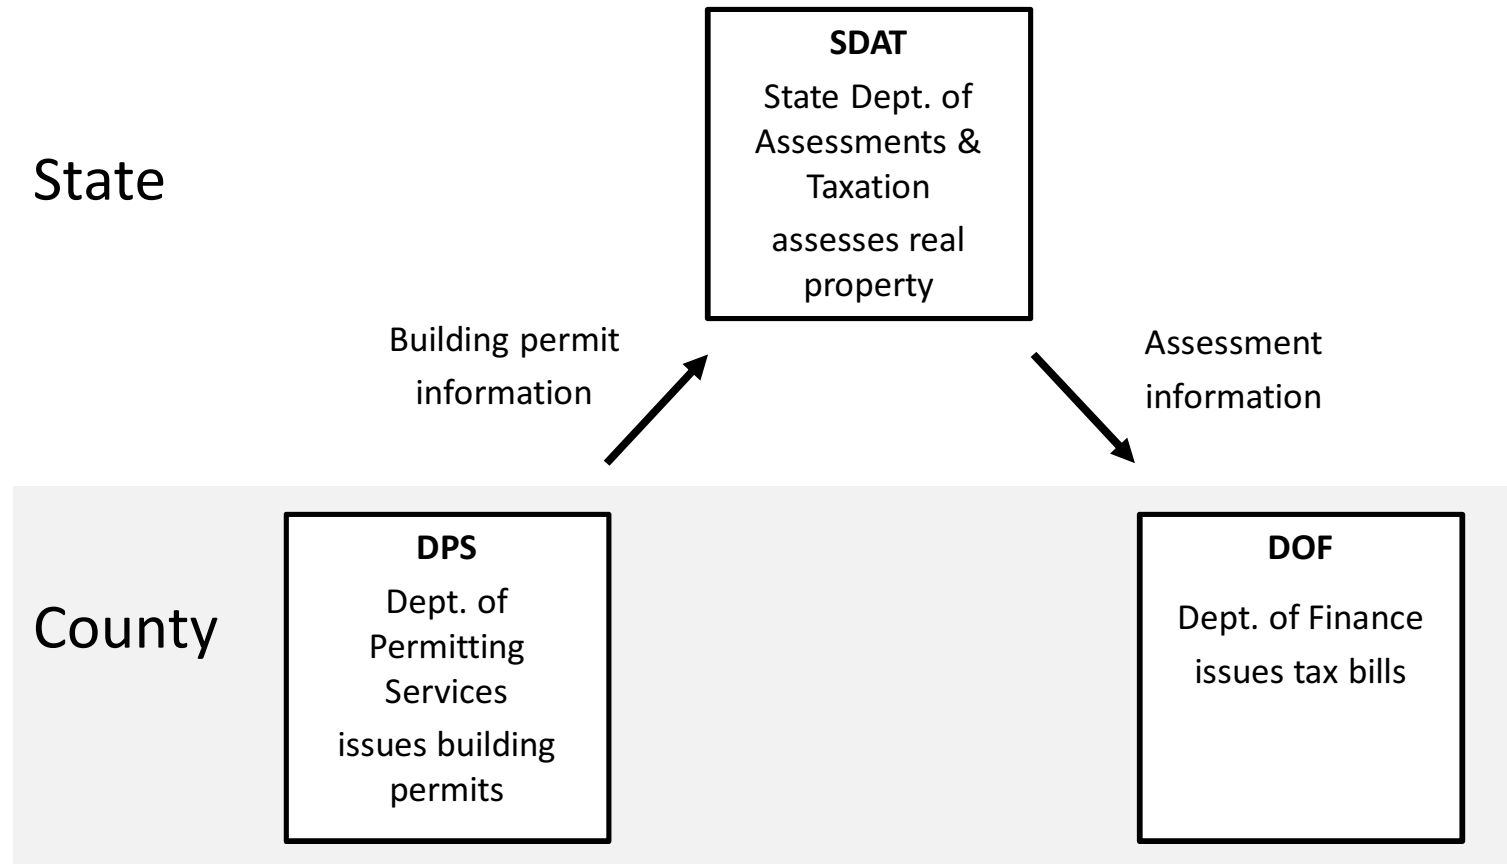 SDAT
State Dept. of
Assessments &
Taxation
assesses real
property
State
Building permit
information
Assessment
information
County
DPS
Dept. of
Permitting
Services
issues building
permits
DOF
Dept. of Finance
issues tax bills